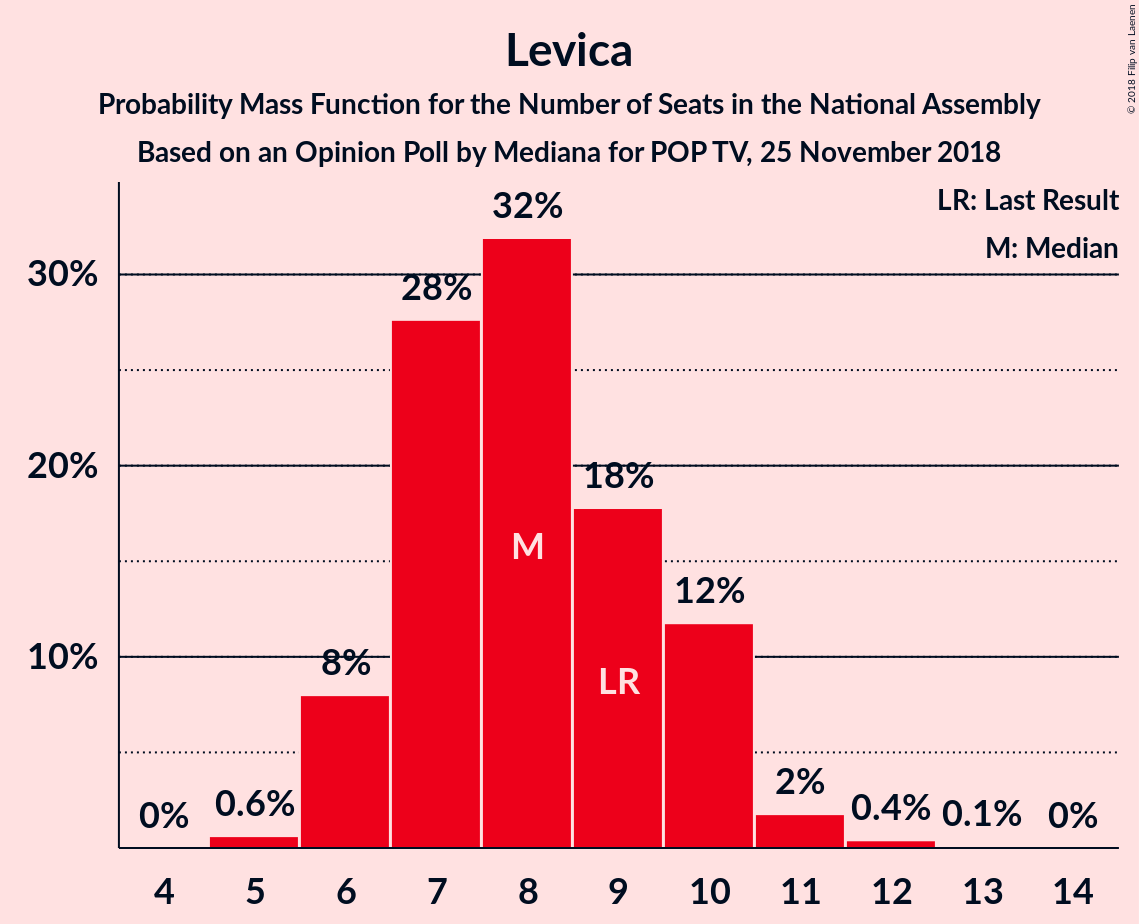 Levica
Probability Mass Function for the Number of Seats in the National Assembly
Based on an Opinion Poll by Mediana for POP TV, 25 November 2018
© 2018 Filip van Laenen
LR: Last Result
M: Median
30%
20%
10%
0%
0.6%
8%
28%
32%
18%
12%
2%
0.4%
0.1%
0%
M
LR
4 5 6 7 8 9 10 11 12 13 14